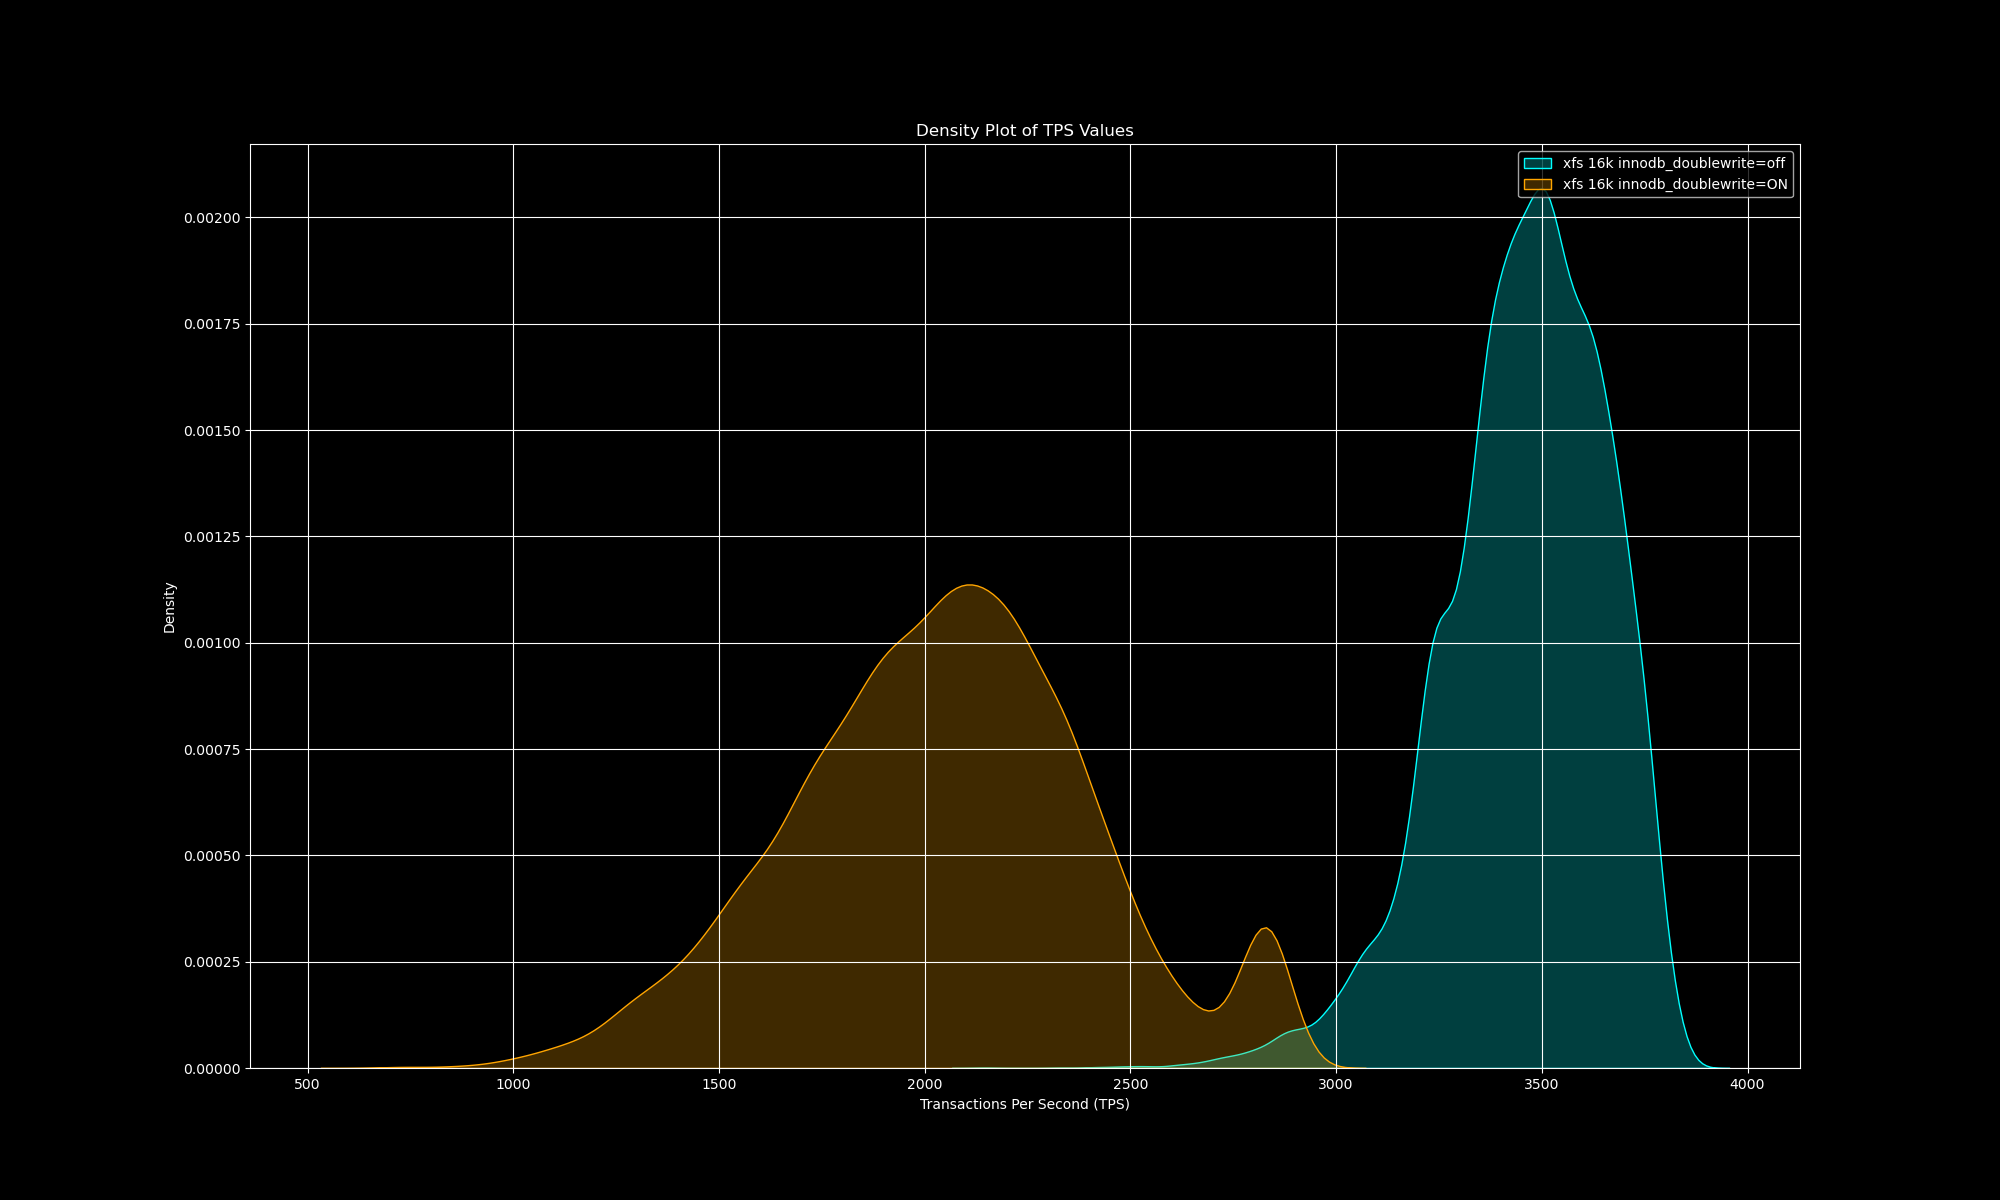 Density Plot of TPS Values
xfs 16k innodb_doublewrite=off
xfs 16k innodb_doublewrite=ON
0.00200
0.00175
0.00150
0.00125
0.00100
0.00075
0.00050
0.00025
0.00000
Density
500 1000 1500 2000 2500 3000 3500 4000
Transactions Per Second (TPS)